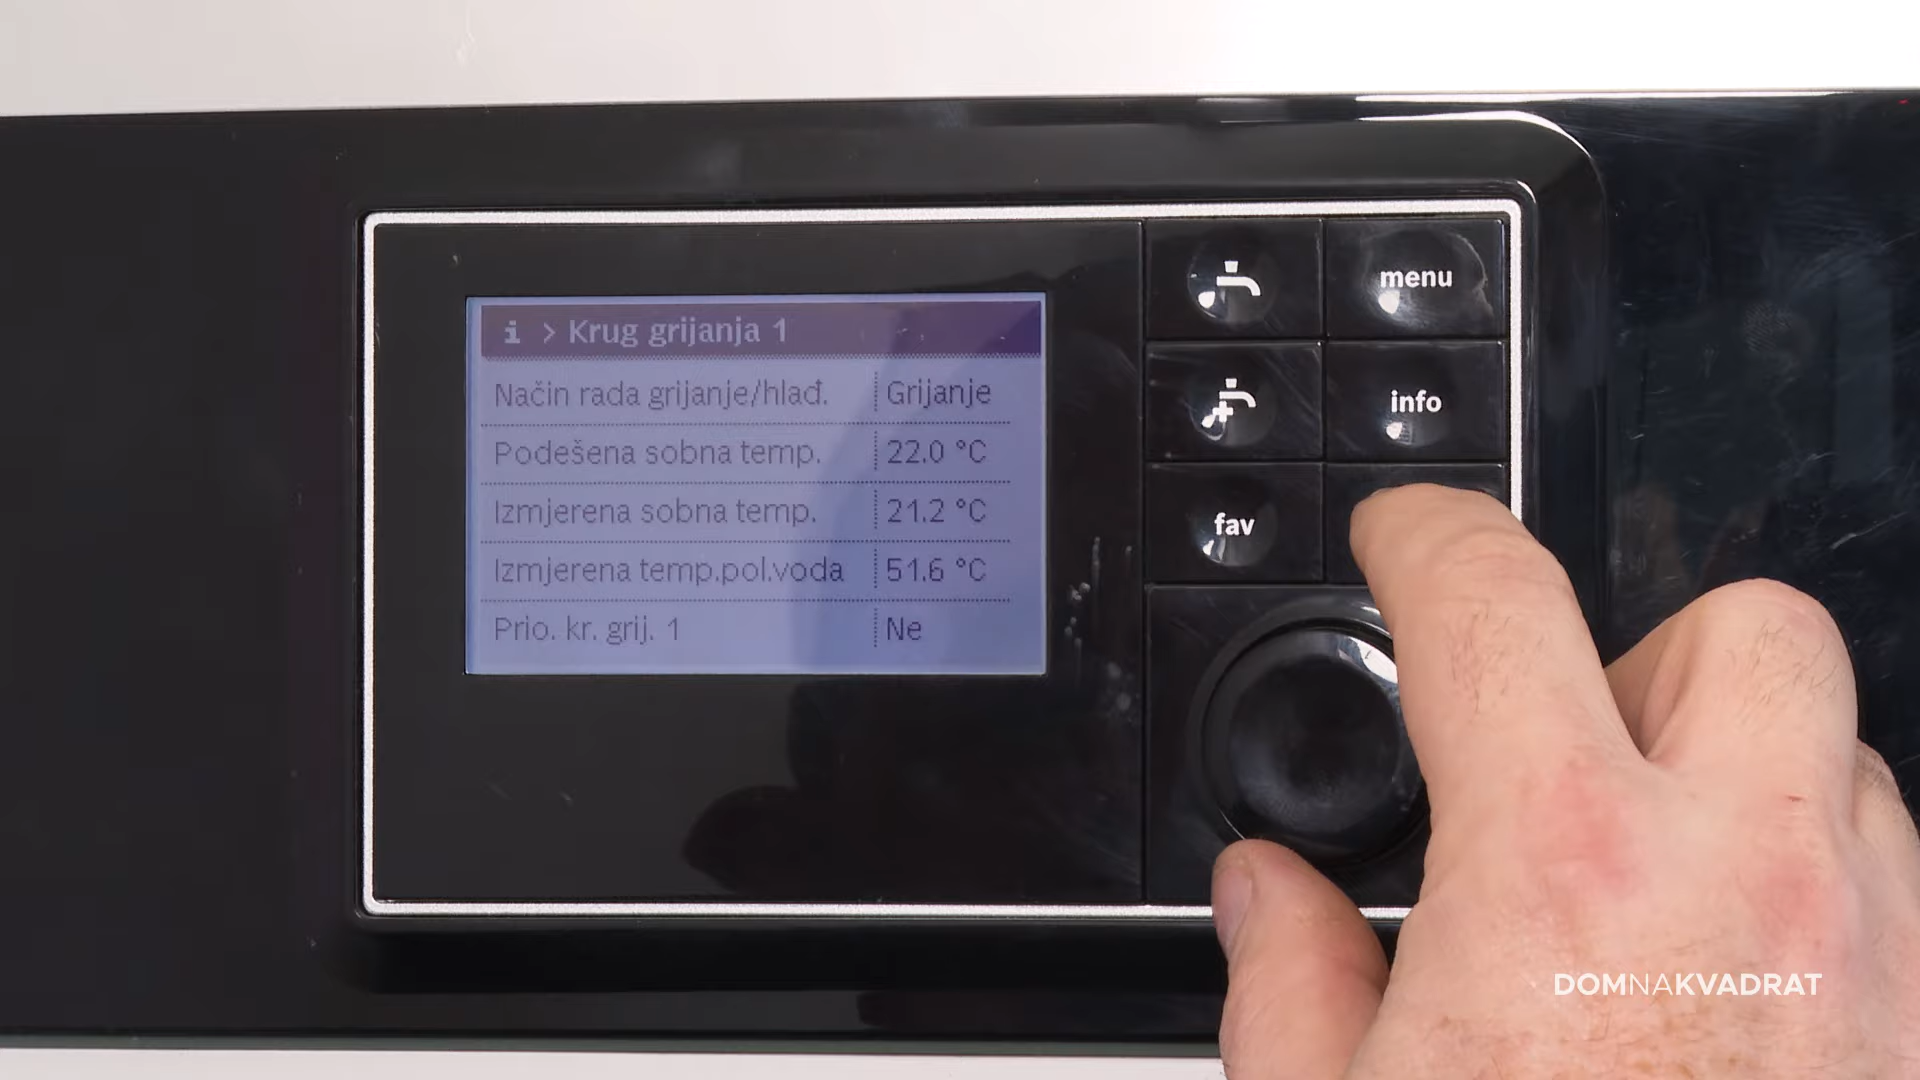 i > Krug grijanja 1
Način rada grijanje/hlađ. Grijanje
Podešena sobna temp. 22.0 °C
Izmjerena sobna temp. 21.2 °C
Izmjerena temp.pol.voda 51.6 °C
Prio. kr. grij. 1 Ne
menu
info
fav
DOMNAKVADRAT